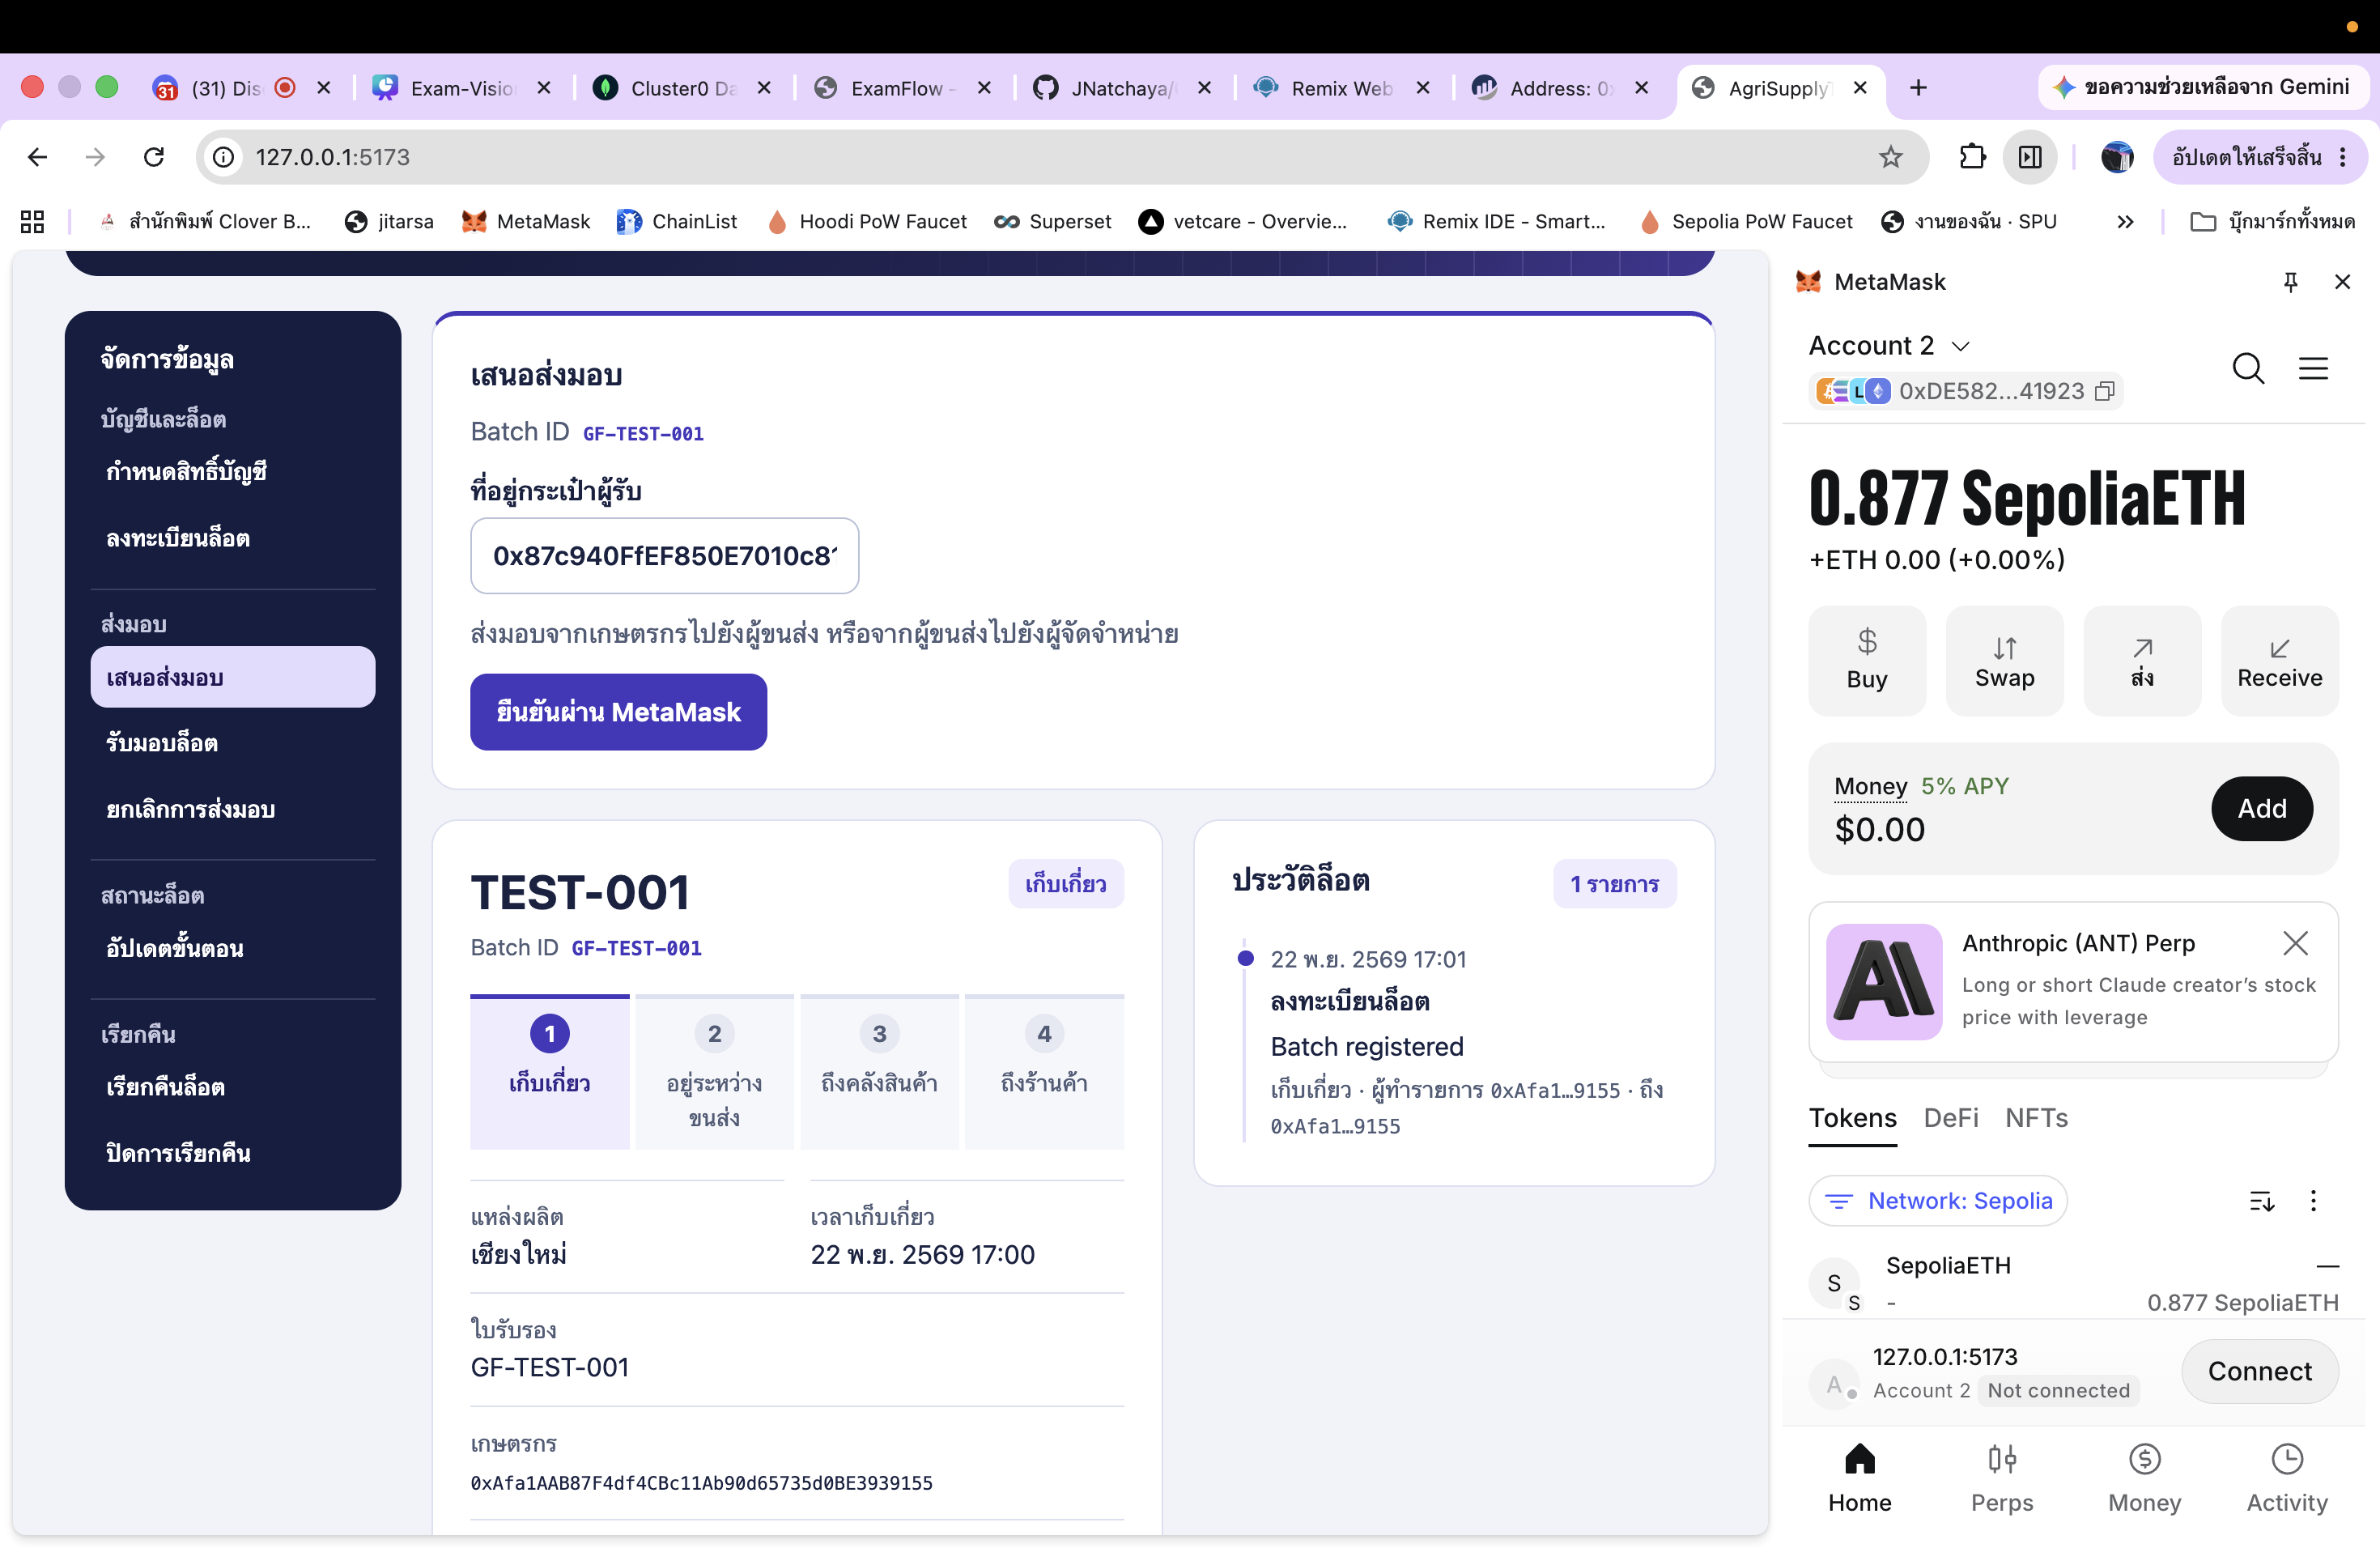 (31) Dis
Exam-Visio
Cluster0 Da
ExamFlow -
JNatchaya/
Remix Web
Address: 0x
AgriSupplyT
ขอความช่วยเหลือจาก Gemini
127.0.0.1:5173
อัปเดตให้เสร็จสิ้น
สำนักพิมพ์ Clover B...
jitarsa
MetaMask
ChainList
Hoodi PoW Faucet
Superset
vetcare - Overvie...
Remix IDE - Smart...
Sepolia PoW Faucet
งานของฉัน · SPU
บุ๊กมาร์กทั้งหมด
จัดการข้อมูล
บัญชีและล็อต
กำหนดสิทธิ์บัญชี
ลงทะเบียนล็อต
ส่งมอบ
เสนอส่งมอบ
รับมอบล็อต
ยกเลิกการส่งมอบ
สถานะล็อต
อัปเดตขั้นตอน
เรียกคืน
เรียกคืนล็อต
ปิดการเรียกคืน
เสนอส่งมอบ
Batch ID GF-TEST-001
ที่อยู่กระเป๋าผู้รับ
0x87c940FfEF850E7010c8
ส่งมอบจากเกษตรกรไปยังผู้ขนส่ง หรือจากผู้ขนส่งไปยังผู้จัดจำหน่าย
ยืนยันผ่าน MetaMask
TEST-001
เก็บเกี่ยว
Batch ID GF-TEST-001
1
เก็บเกี่ยว
2
อยู่ระหว่าง
ขนส่ง
3
ถึงคลังสินค้า
4
ถึงร้านค้า
แหล่งผลิต
เชียงใหม่
เวลาเก็บเกี่ยว
22 พ.ย. 2569 17:00
ใบรับรอง
GF-TEST-001
เกษตรกร
0xAfa1AAB87F4df4CBc11Ab90d65735d0BE3939155
ประวัติล็อต
1 รายการ
22 พ.ย. 2569 17:01
ลงทะเบียนล็อต
Batch registered
เก็บเกี่ยว · ผู้ทำรายการ 0xAfa1…9155 · ถึง
0xAfa1…9155
MetaMask
Account 2
0xDE582...41923
0.877 SepoliaETH
+ETH 0.00 (+0.00%)
Buy
Swap
ส่ง
Receive
Money 5% APY
$0.00
Add
Anthropic (ANT) Perp
Long or short Claude creator's stock
price with leverage
Tokens
DeFi
NFTs
Network: Sepolia
S
S
SepoliaETH
—
-
0.877 SepoliaETH
A
127.0.0.1:5173
Account 2 Not connected
Connect
Home
Perps
Money
Activity